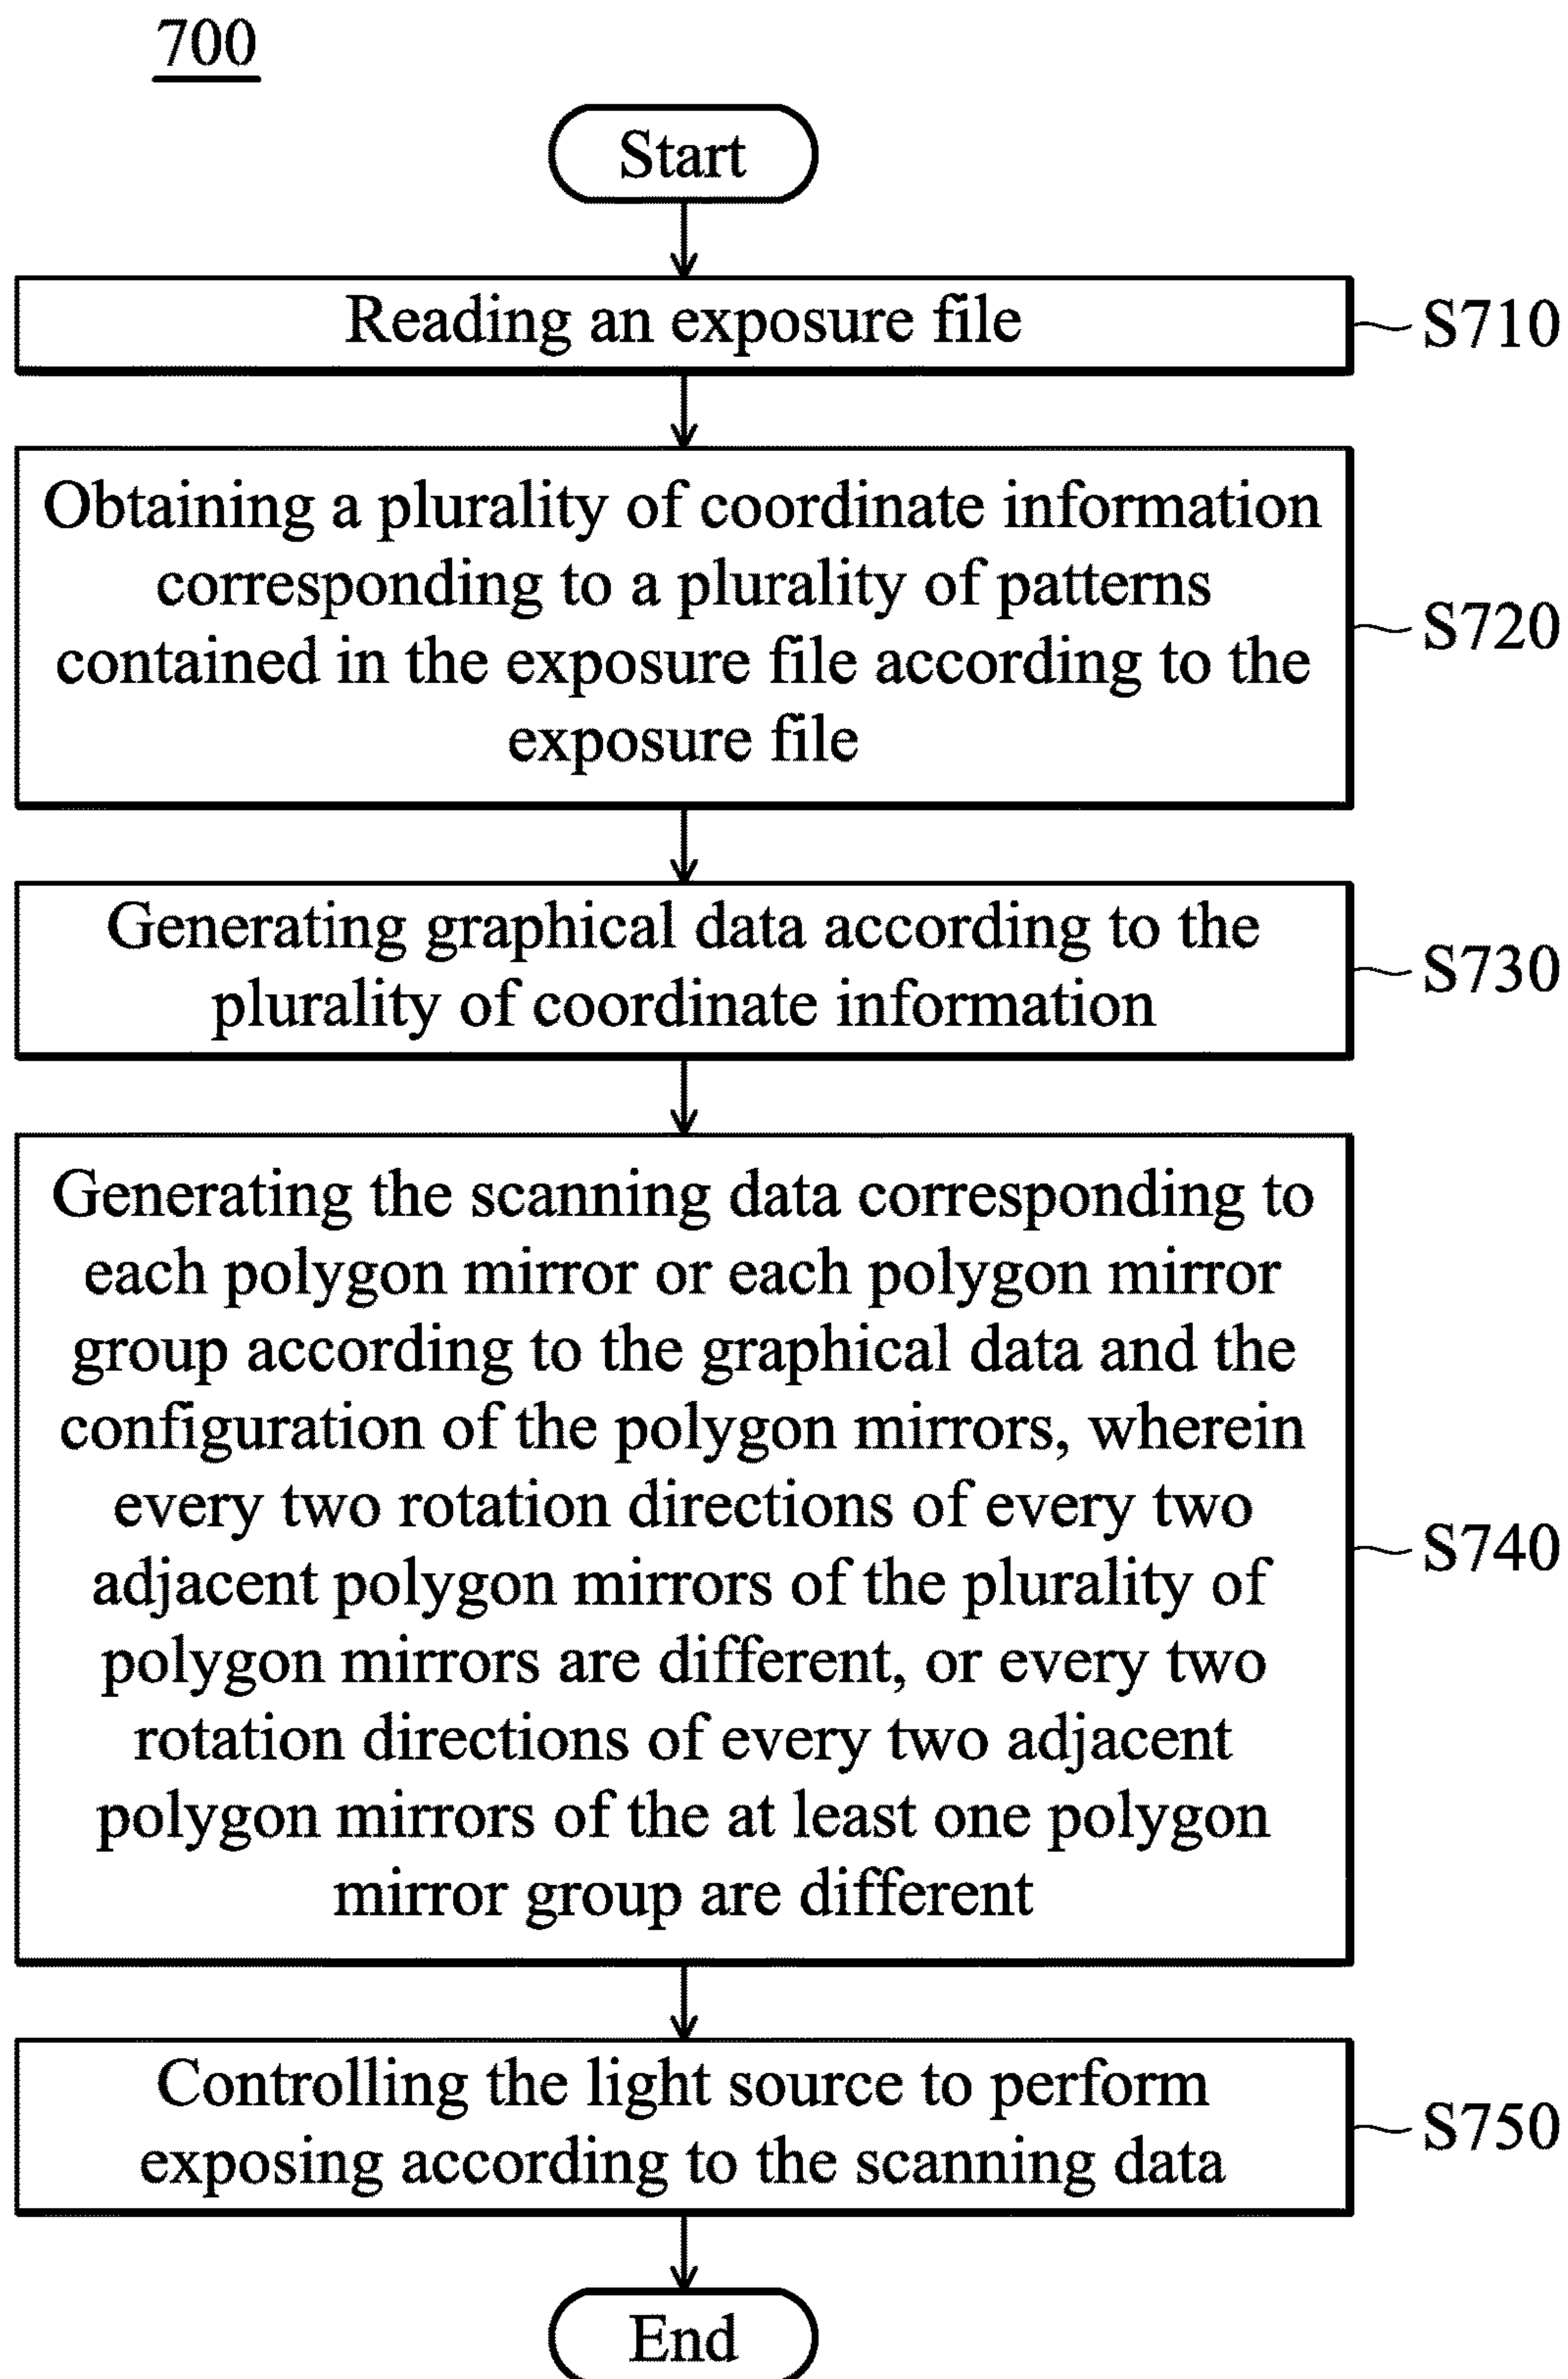 700
Start
Reading an exposure file
S710
Obtaining a plurality of coordinate information
corresponding to a plurality of patterns
contained in the exposure file according to the
exposure file
S720
Generating graphical data according to the
plurality of coordinate information
S730
Generating the scanning data corresponding to
each polygon mirror or each polygon mirror
group according to the graphical data and the
configuration of the polygon mirrors, wherein
every two rotation directions of every two
adjacent polygon mirrors of the plurality of
polygon mirrors are different, or every two
rotation directions of every two adjacent
polygon mirrors of the at least one polygon
mirror group are different
S740
Controlling the light source to perform
exposing according to the scanning data
S750
End